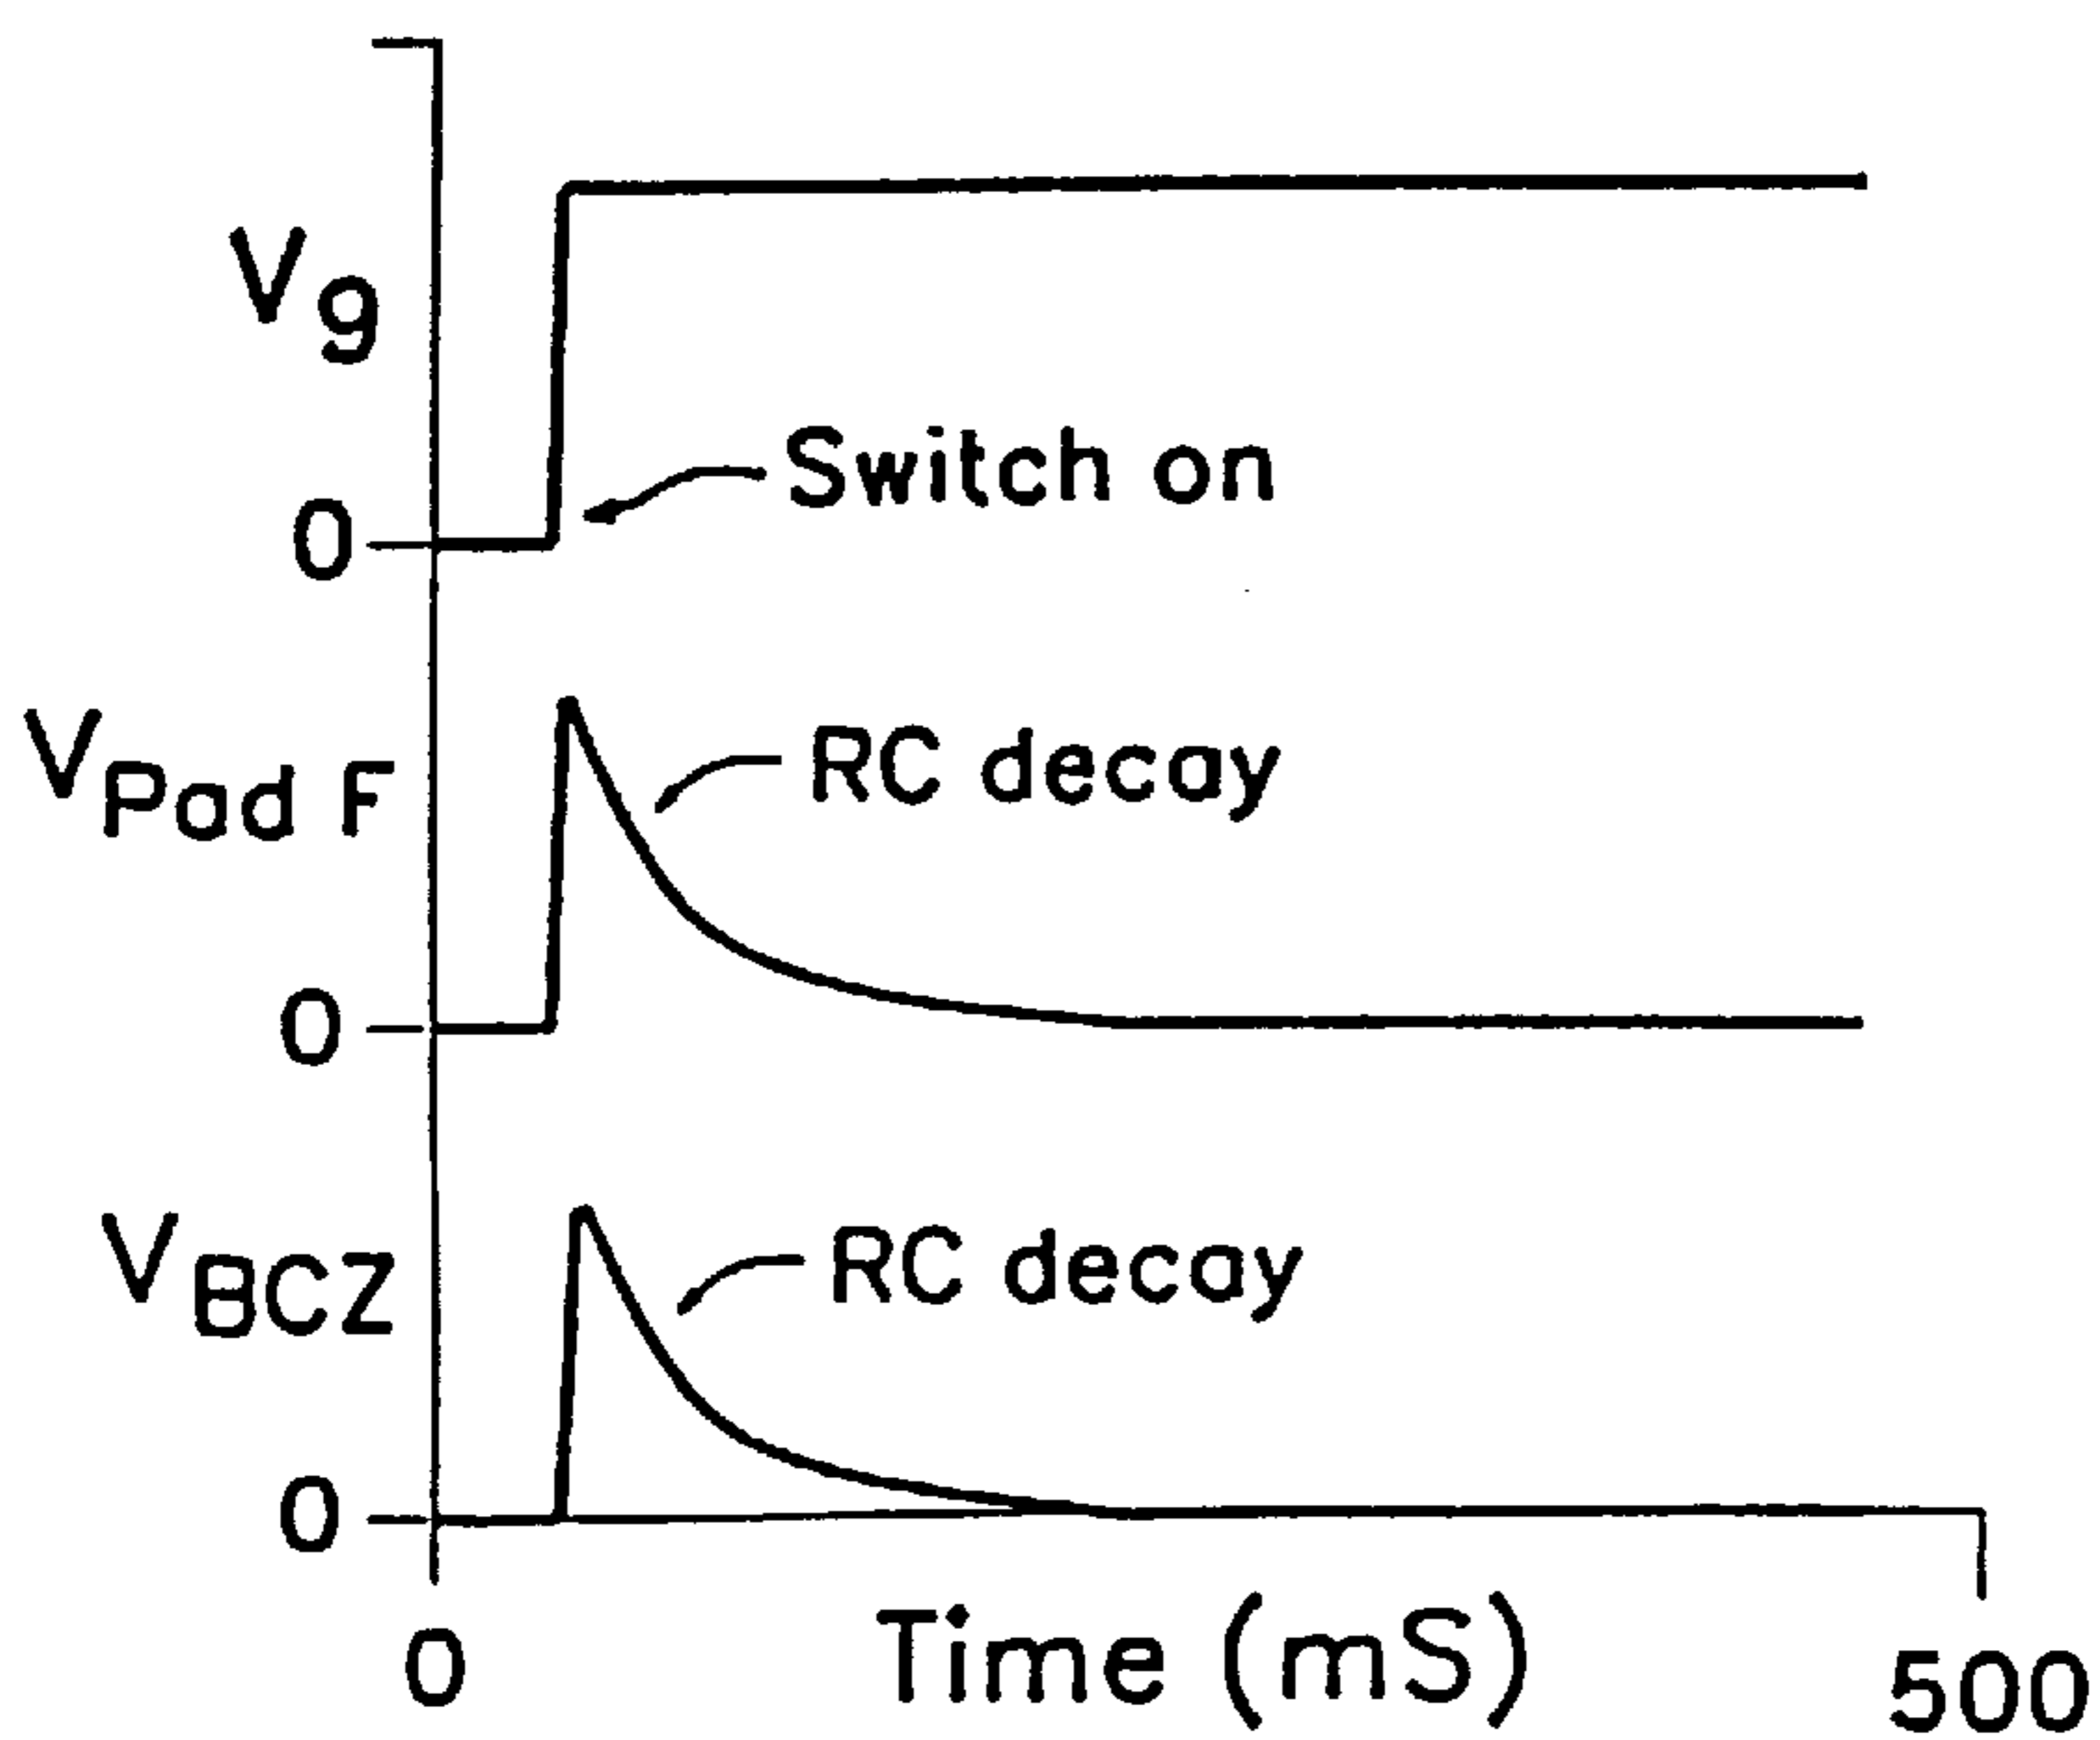 Vg
Switch on
0
VPad F
RC decay
0
VBCZ
RC decay
0
0
Time (mS)
500